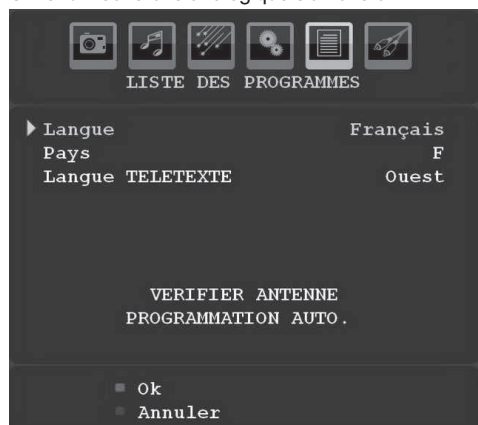 LISTE DES PROGRAMMES
Langue Français
Pays F
Langue TELETEXTE Ouest
VERIFIER ANTENNE
PROGRAMMATION AUTO.
Ok
Annuler